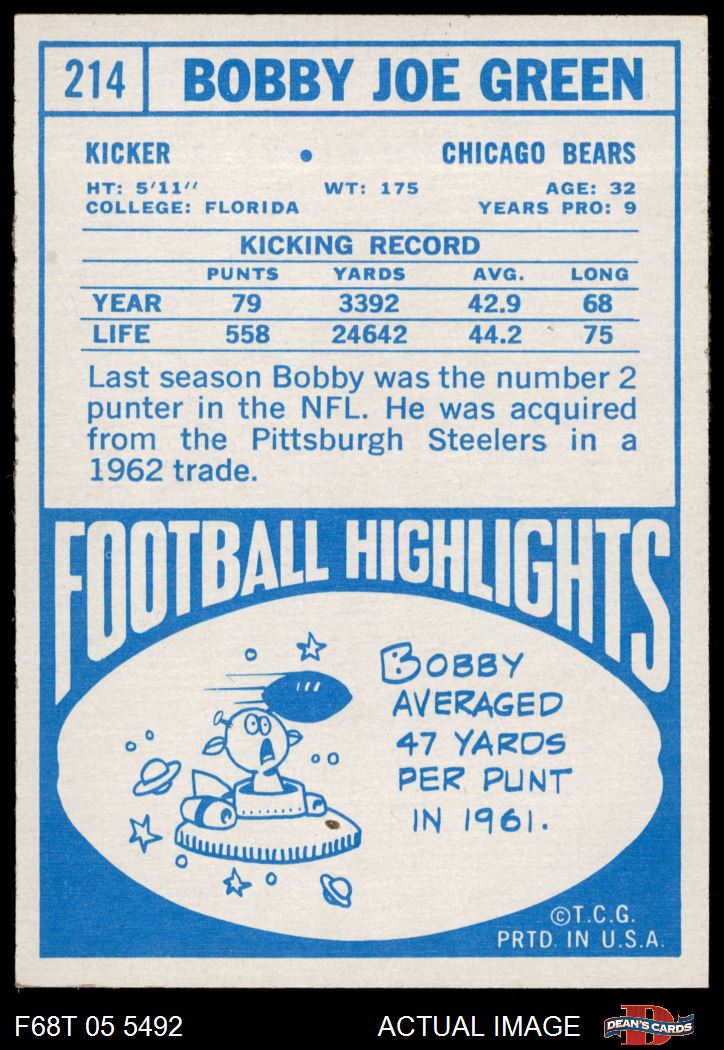 214 BOBBY JOE GREEN
KICKER • CHICAGO BEARS
HT: 5'11" WT: 175 AGE: 32
COLLEGE: FLORIDA YEARS PRO: 9
KICKING RECORD
PUNTS YARDS AVG. LONG
YEAR 79 3392 42.9 68
LIFE 558 24642 44.2 75
Last season Bobby was the number 2
punter in the NFL. He was acquired
from the Pittsburgh Steelers in a
1962 trade.
FOOTBALL HIGHLIGHTS
BOBBY
AVERAGED
47 YARDS
PER PUNT
IN 1961.
©T.C.G.
PRTD. IN U.S.A.
F68T 05 5492 ACTUAL IMAGE DEAN'S CARDS